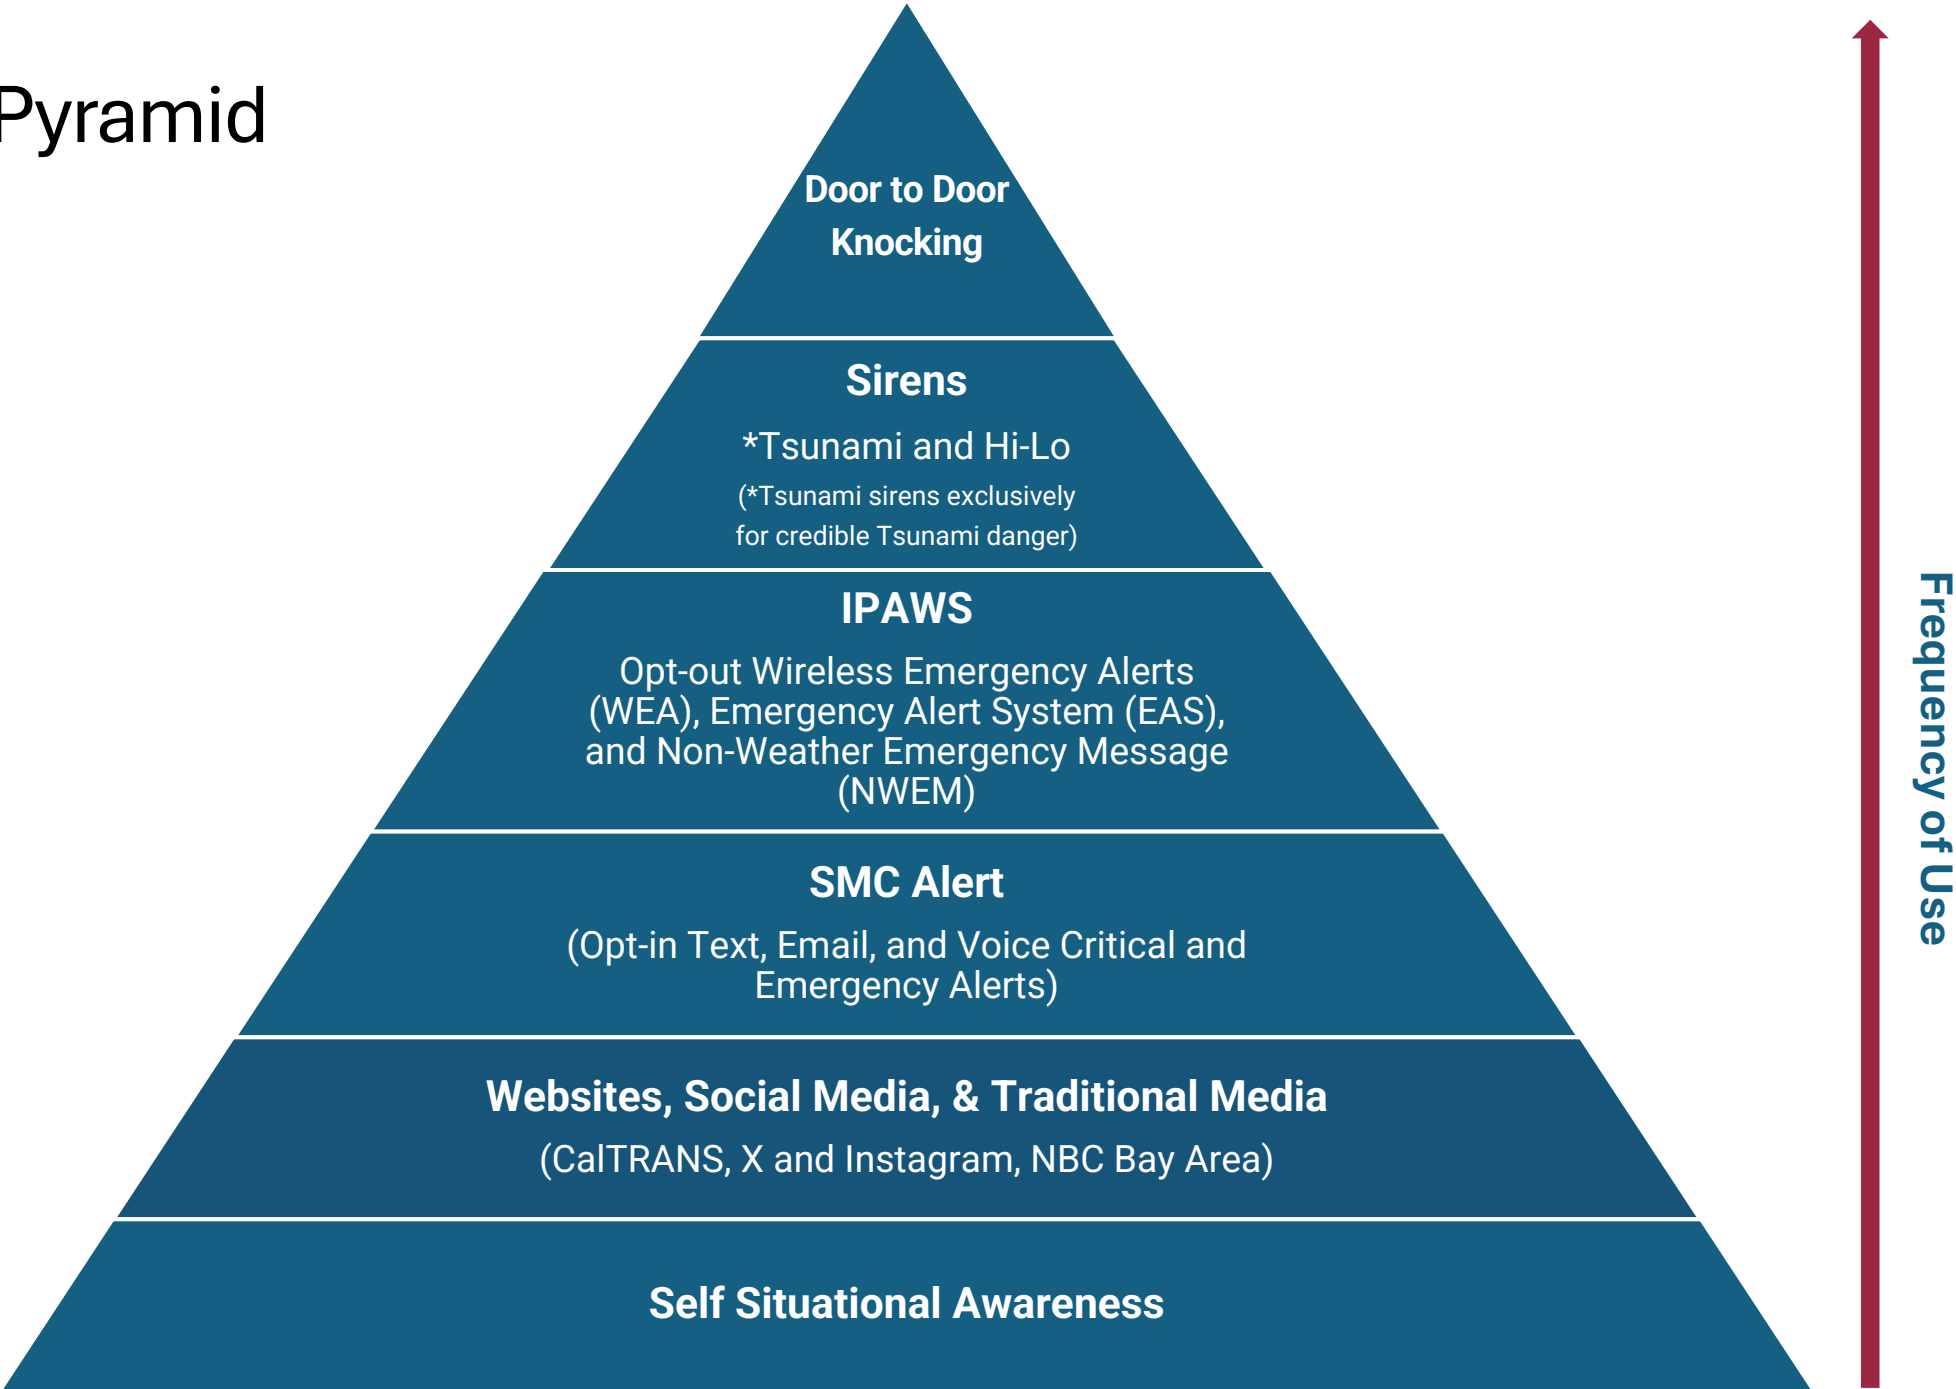 Pyramid
Door to Door
Knocking
Sirens
*Tsunami and Hi-Lo
(*Tsunami sirens exclusively
for credible Tsunami danger)
IPAWS
Opt-out Wireless Emergency Alerts
(WEA), Emergency Alert System (EAS),
and Non-Weather Emergency Message
(NWEM)
SMC Alert
(Opt-in Text, Email, and Voice Critical and
Emergency Alerts)
Websites, Social Media, & Traditional Media
(CalTRANS, X and Instagram, NBC Bay Area)
Self Situational Awareness
Frequency of Use